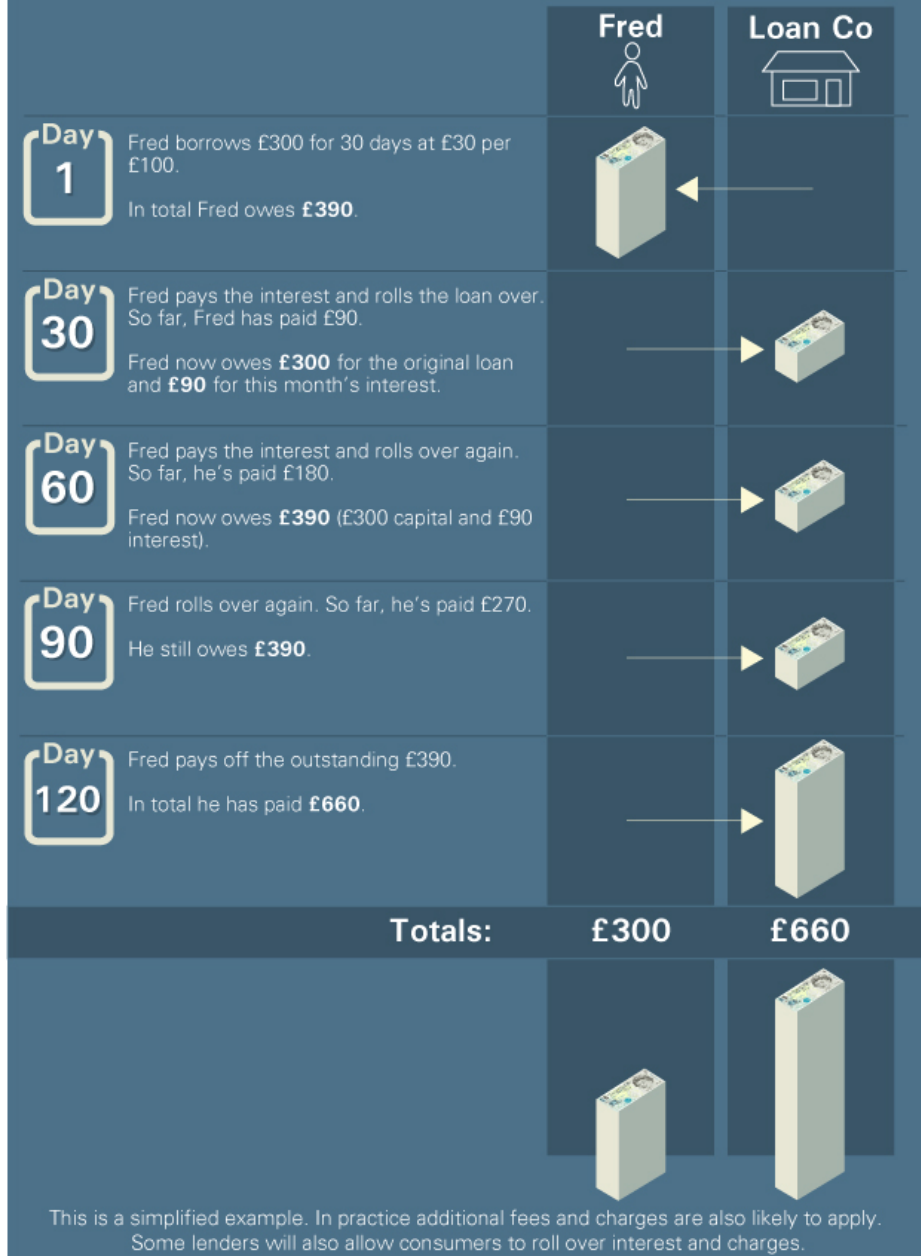 Fred
Loan Co
Day
1
Fred borrows £300 for 30 days at £30 per
£100.
In total Fred owes £390.
Day
30
Fred pays the interest and rolls the loan over.
So far, Fred has paid £90.
Fred now owes £300 for the original loan
and £90 for this month's interest.
Day
60
Fred pays the interest and rolls over again.
So far, he's paid £180.
Fred now owes £390 (£300 capital and £90
interest).
Day
90
Fred rolls over again. So far, he's paid £270.
He still owes £390.
Day
120
Fred pays off the outstanding £390.
In total he has paid £660.
Totals: £300 £660
This is a simplified example. In practice additional fees and charges are also likely to apply.
Some lenders will also allow consumers to roll over interest and charges.